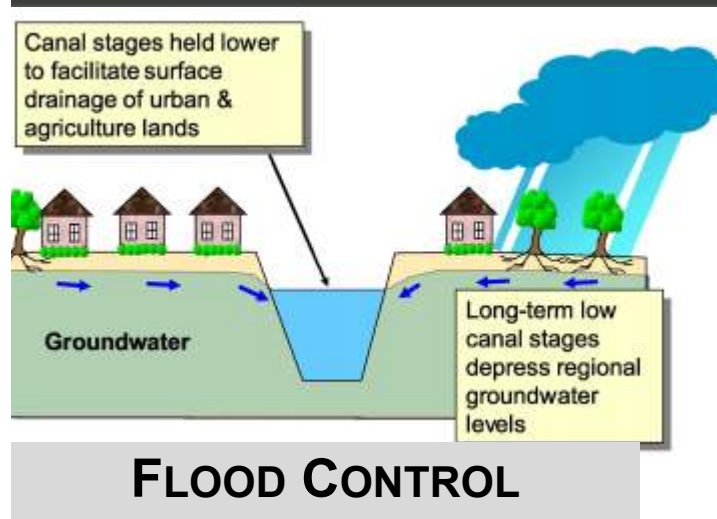 Canal stages held lower
to facilitate surface
drainage of urban &
agriculture lands
Groundwater
Long-term low
canal stages
depress regional
groundwater
levels
FLOOD CONTROL